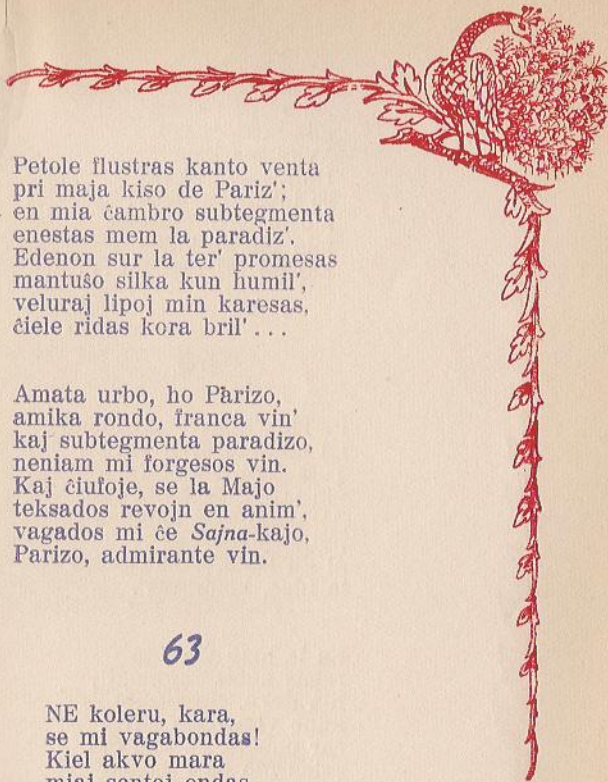 Petole flustras kanto venta
pri maja kiso de Pariz';
en mia ĉambro subtegmenta
enestas mem la paradiz'.
Edenon sur la ter' promesas
mantuŝo silka kun humil',
veluraj lipoj min karesas,
ĉiele ridas kora bril' . . .
Amata urbo, ho Parizo,
amika rondo, franca vin'
kaj subtegmenta paradizo,
neniam mi forgesos vin.
Kaj ĉiufoje, se la Majo
teksados revojn en anim',
vagados mi ĉe Sajna-kajo,
Parizo, admirante vin.
63
NE koleru, kara,
se mi vagabondas!
Kiel akvo mara
miaj sentoj ondas